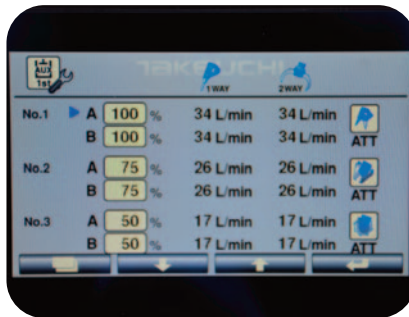 TAKEUCHI
AUX
1st
1WAY 2WAY
No.1 A 100 % 34 L/min 34 L/min
B 100 % 34 L/min 34 L/min ATT
No.2 A 75 % 26 L/min 26 L/min
B 75 % 26 L/min 26 L/min ATT
No.3 A 50 % 17 L/min 17 L/min
B 50 % 17 L/min 17 L/min ATT